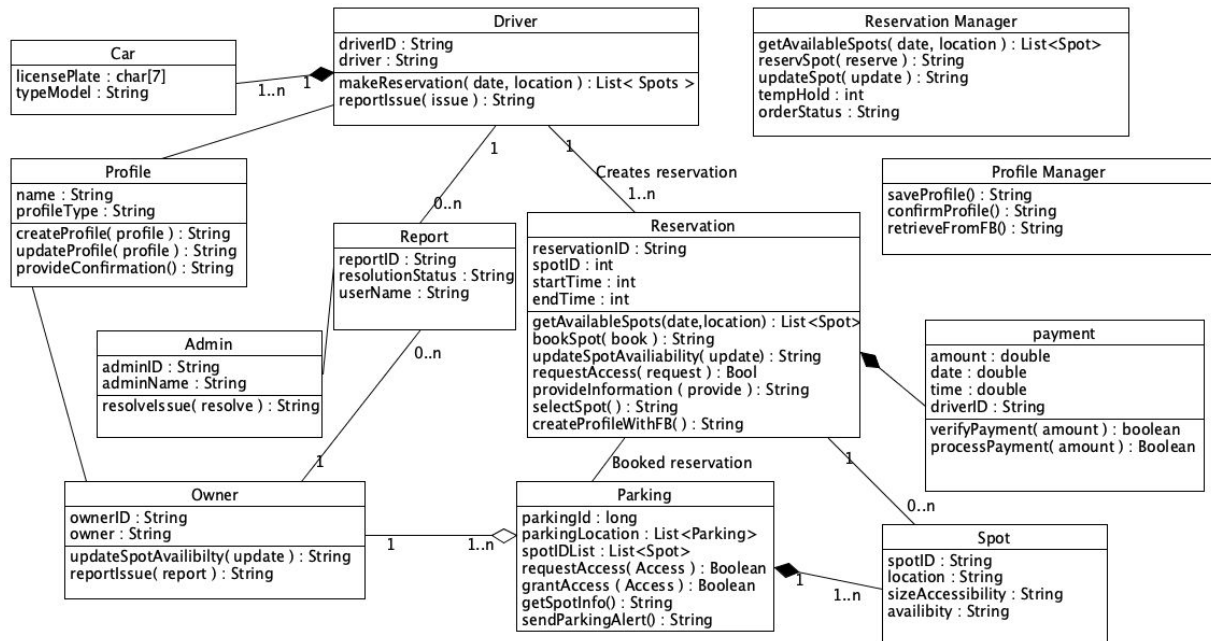 Driver
driverID : String
driver : String
makeReservation( date, location ) : List< Spots >
reportIssue( issue ) : String
Reservation Manager
getAvailableSpots( date, location ) : List<Spot>
reservSpot( reserve ) : String
updateSpot( update ) : String
tempHold : int
orderStatus : String
Car
licensePlate : char[7]
typeModel : String
1
1..n
1
1
Creates reservation
1..n
0..n
Profile
name : String
profileType : String
createProfile( profile ) : String
updateProfile( profile ) : String
provideConfirmation() : String
Profile Manager
saveProfile() : String
confirmProfile() : String
retrieveFromFB() : String
Report
reportID : String
resolutionStatus : String
userName : String
Reservation
reservationID : String
spotID : int
startTime : int
endTime : int
getAvailableSpots(date,location) : List<Spot>
bookSpot( book ) : String
updateSpotAvailiability( update) : String
requestAccess( request ) : Bool
provideInformation ( provide ) : String
selectSpot( ) : String
createProfileWithFB( ) : String
Admin
adminID : String
adminName : String
resolveIssue( resolve ) : String
0..n
payment
amount : double
date : double
time : double
driverID : String
verifyPayment( amount ) : boolean
processPayment( amount ) : Boolean
1
Booked reservation
1
0..n
Owner
ownerID : String
owner : String
updateSpotAvailibilty( update ) : String
reportIssue( report ) : String
1
1..n
Parking
parkingId : long
parkingLocation : List<Parking>
spotIDList : List<Spot>
requestAccess( Access ) : Boolean
grantAccess ( Access ) : Boolean
getSpotInfo() : String
sendParkingAlert() : String
1
1..n
Spot
spotID : String
location : String
sizeAccessibility : String
availibity : String